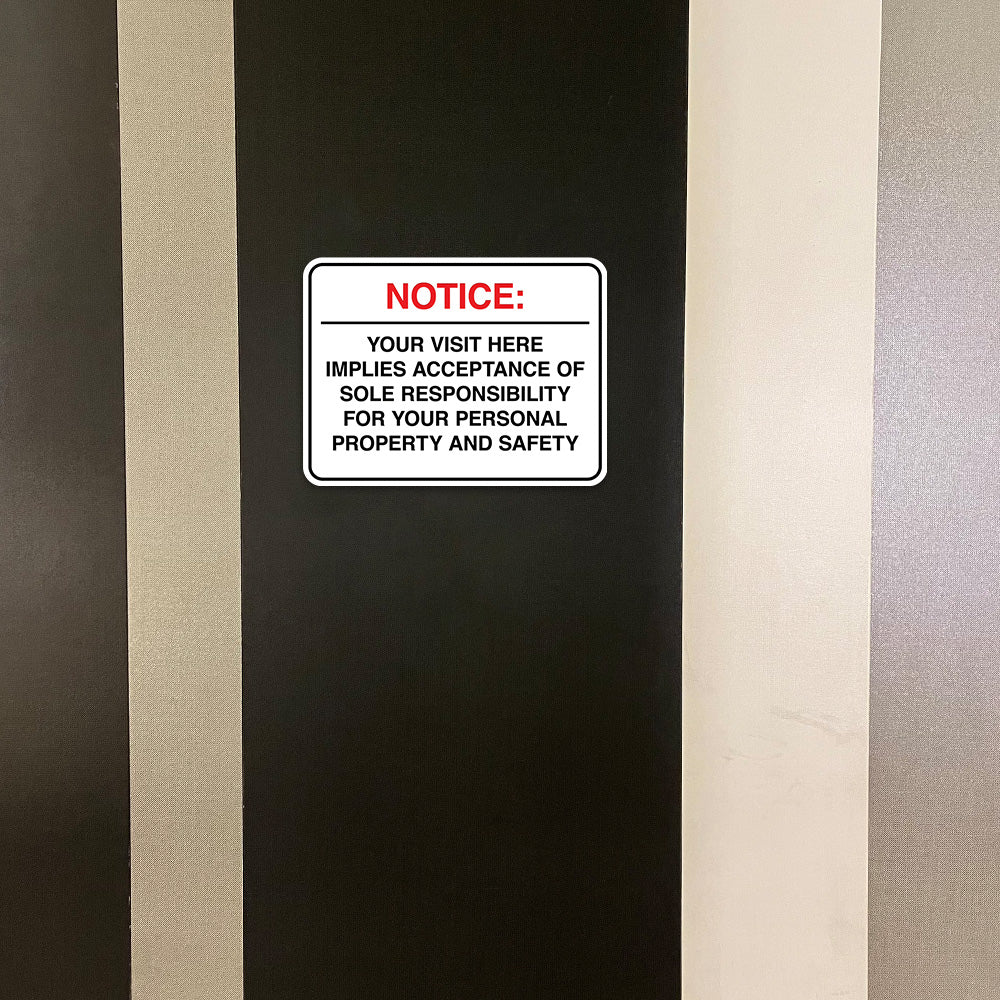 NOTICE:
YOUR VISIT HERE
IMPLIES ACCEPTANCE OF
SOLE RESPONSIBILITY
FOR YOUR PERSONAL
PROPERTY AND SAFETY